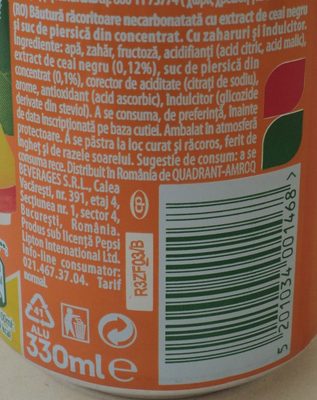 (RO) Băutură răcoritoare necarbonatată cu extract de ceai negru
și suc de piersică din concentrat. Cu zaharuri și îndulcitor.
Ingrediente: apă, zahăr, fructoză, acidifianți (acid citric, acid malic),
extract de ceai negru (0,12%), suc de piersică din
concentrat (0,1%), corector de aciditate (citrați de sodiu),
arome, antioxidant (acid ascorbic), îndulcitor (glicozide
derivate din steviol). A se consuma, de preferință, înainte
de data inscripționată pe baza cutiei. Ambalat în atmosferă
protectoare. A se păstra la loc curat și răcoros, ferit de
îngheț și de razele soarelui. Sugestie de consum: a se
consuma rece. Distribuit în România de QUADRANT-AMROQ
BEVERAGES S.R.L., Calea
Văcărești, nr. 391, etaj 4,
Secțiunea nr. 1, sector 4,
București, România.
Produs sub licență Pepsi
Lipton International Ltd.
Info-line consumator:
021.467.37.04. Tarif
normal.
R3ZF03/B
41
ALU
330ml e
5 201034 001468 >